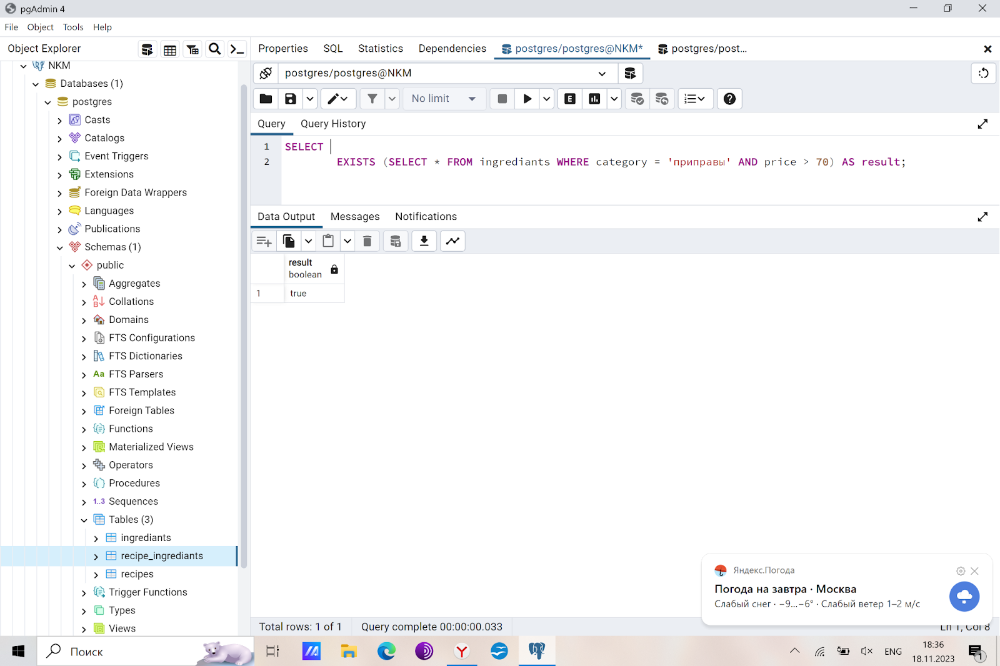 pgAdmin 4
File Object Tools Help
Object Explorer
NKM
Databases (1)
postgres
Casts
Catalogs
Event Triggers
Extensions
Foreign Data Wrappers
Languages
Publications
Schemas (1)
public
Aggregates
Collations
Domains
FTS Configurations
FTS Dictionaries
Aa FTS Parsers
FTS Templates
Foreign Tables
Functions
Materialized Views
Operators
Procedures
1..3 Sequences
Tables (3)
ingrediants
recipe_ingrediants
recipes
Trigger Functions
Types
Views
Properties SQL Statistics Dependencies postgres/postgres@NKM* postgres/post...
postgres/postgres@NKM
No limit
Query Query History
1 SELECT
2 EXISTS (SELECT * FROM ingrediants WHERE category = 'приправы' AND price > 70) AS result;
Data Output Messages Notifications
result
boolean
1 true
Яндекс.Погода
Погода на завтра · Москва
Слабый снег · −9...−6° · Слабый ветер 1–2 м/с
Total rows: 1 of 1 Query complete 00:00:00.033 Ln 1, Col 8
Поиск
ENG
18:36
18.11.2023
1